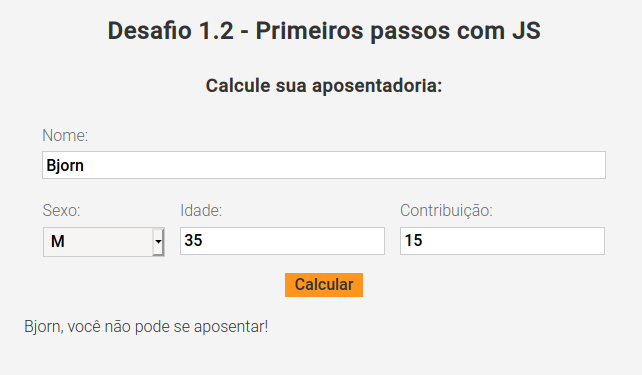 Desafio 1.2 - Primeiros passos com JS
Calcule sua aposentadoria:
Nome:
Bjorn
Sexo: Idade: Contribuição:
M 35 15
Calcular
Bjorn, você não pode se aposentar!